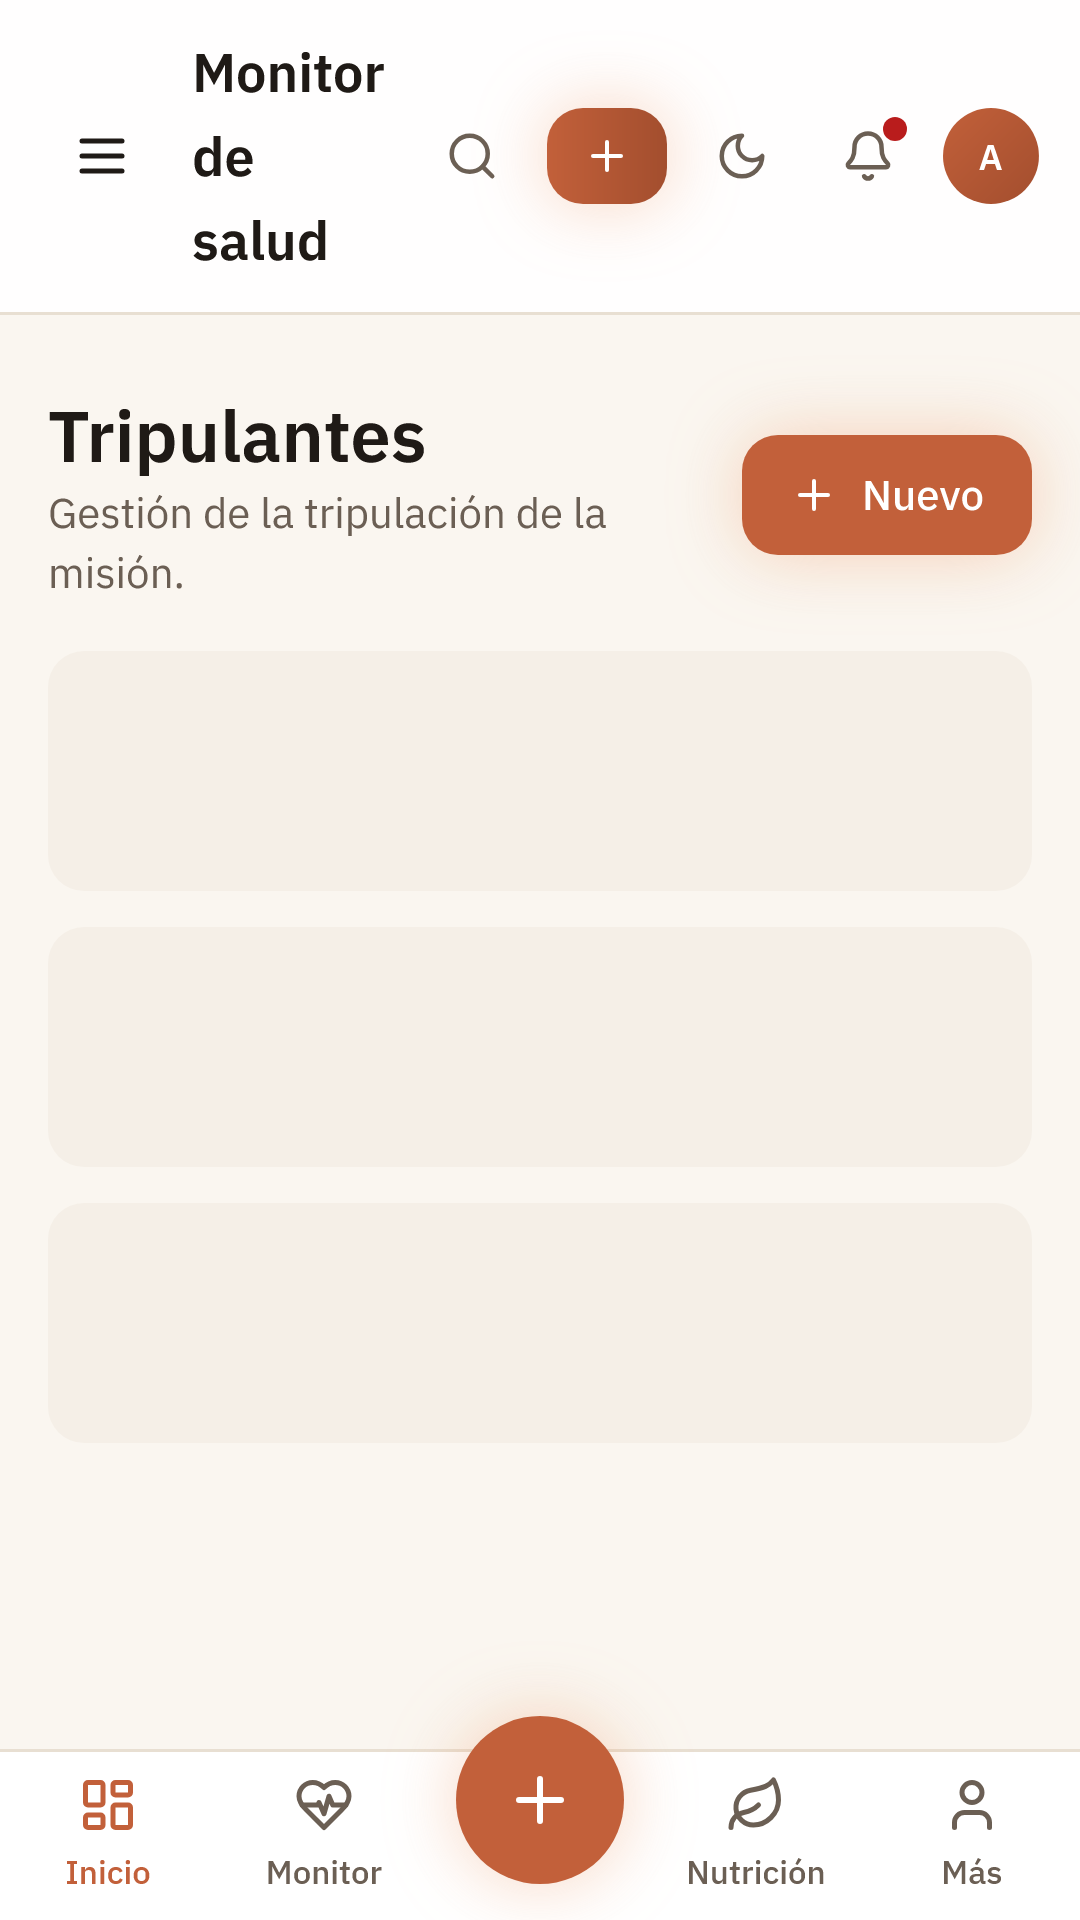 Monitor
de
salud
A
Tripulantes
Gestión de la tripulación de la
misión.
Nuevo
Inicio
Monitor
Nutrición
Más